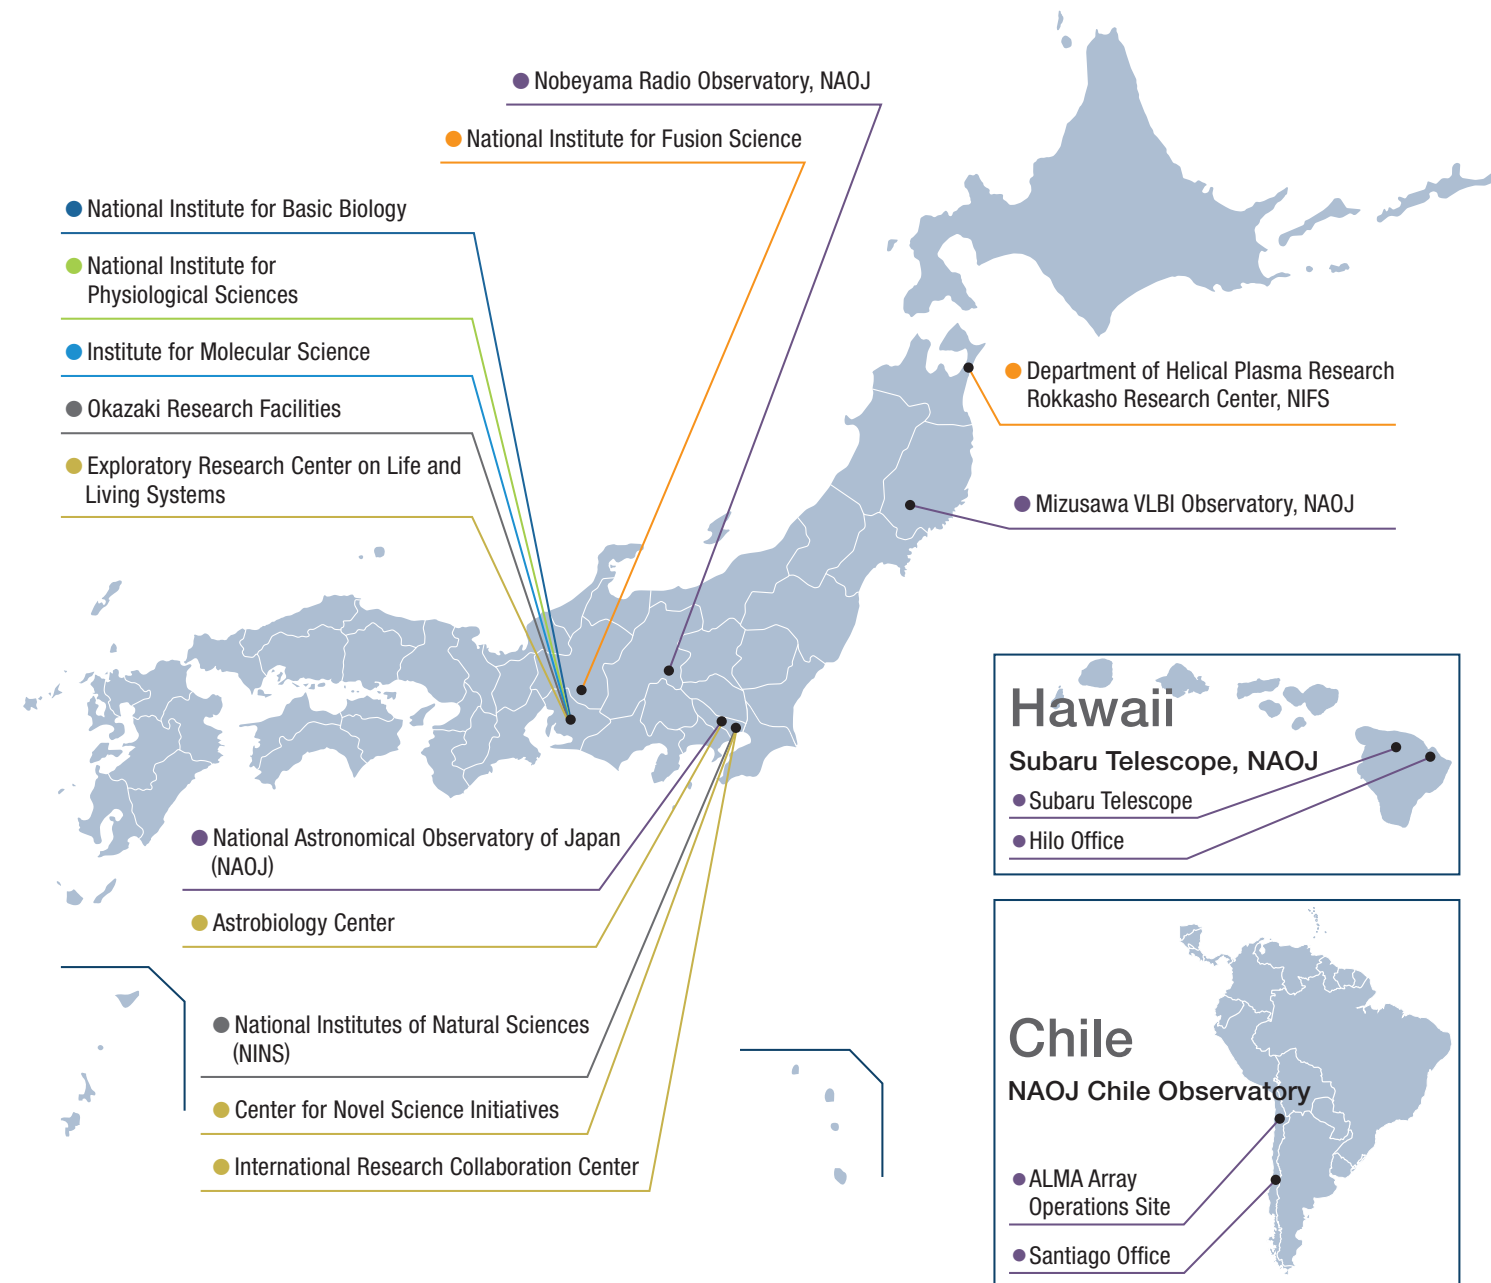 Nobeyama Radio Observatory, NAOJ
National Institute for Fusion Science
National Institute for Basic Biology
National Institute for
Physiological Sciences
Institute for Molecular Science
Okazaki Research Facilities
Exploratory Research Center on Life and
Living Systems
Department of Helical Plasma Research
Rokkasho Research Center, NIFS
Mizusawa VLBI Observatory, NAOJ
Hawaii
Subaru Telescope, NAOJ
Subaru Telescope
Hilo Office
National Astronomical Observatory of Japan
(NAOJ)
Astrobiology Center
National Institutes of Natural Sciences
(NINS)
Center for Novel Science Initiatives
International Research Collaboration Center
Chile
NAOJ Chile Observatory
ALMA Array
Operations Site
Santiago Office